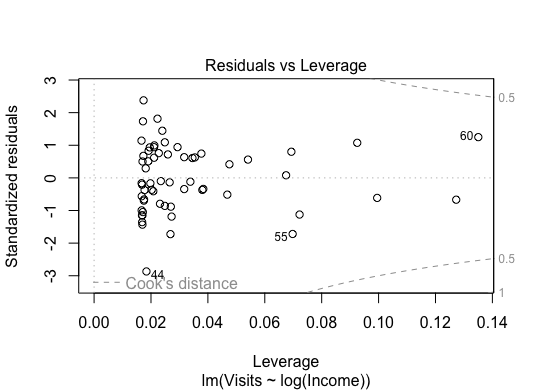 Residuals vs Leverage
Standardized residuals
3
2
1
0
-1
-2
-3
0.5
60
55
0.5
44
Cook's distance
1
0.00 0.02 0.04 0.06 0.08 0.10 0.12 0.14
Leverage
lm(Visits ~ log(Income))